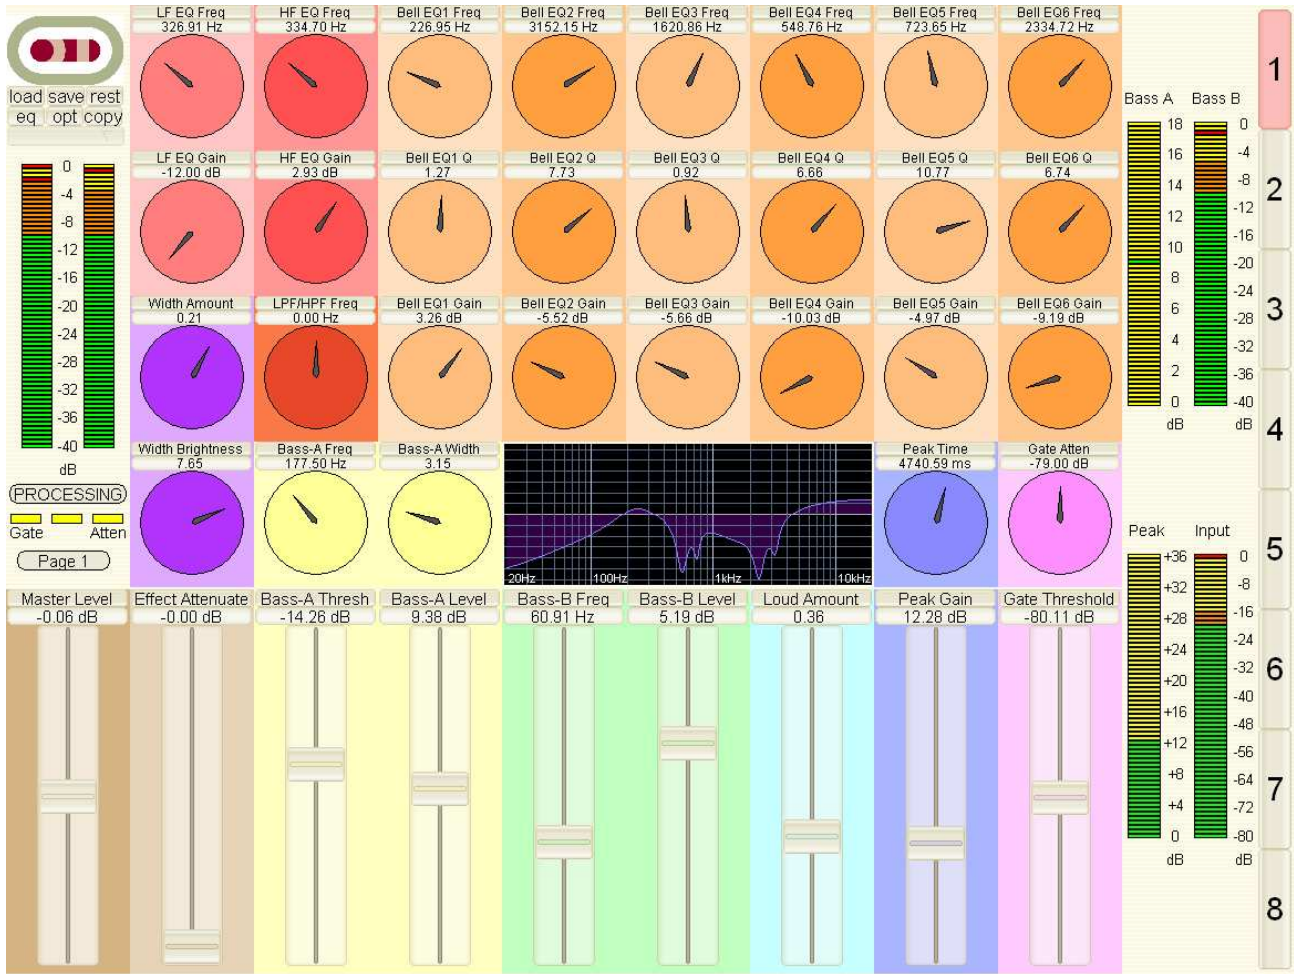 LF EQ Freq HF EQ Freq Bell EQ1 Freq Bell EQ2 Freq Bell EQ3 Freq Bell EQ4 Freq Bell EQ5 Freq Bell EQ6 Freq
326.91 Hz 334.70 Hz 226.95 Hz 3152.15 Hz 1620.86 Hz 548.76 Hz 723.65 Hz 2334.72 Hz
load save rest
eq opt copy
LF EQ Gain HF EQ Gain Bell EQ1 Q Bell EQ2 Q Bell EQ3 Q Bell EQ4 Q Bell EQ5 Q Bell EQ6 Q
-12.00 dB 2.93 dB 1.27 7.73 0.92 6.66 10.77 6.74
0
-4
-8
-12
-16
-20
-24
-28
-32
-36
-40
dB
Width Amount LPF/HPF Freq Bell EQ1 Gain Bell EQ2 Gain Bell EQ3 Gain Bell EQ4 Gain Bell EQ5 Gain Bell EQ6 Gain
0.21 0.00 Hz 3.26 dB -5.52 dB -5.66 dB -10.03 dB -4.97 dB -9.19 dB
Width Brightness Bass-A Freq Bass-A Width Peak Time Gate Atten
7.65 177.50 Hz 3.15 4740.59 ms -79.00 dB
20Hz 100Hz 1kHz 10kHz
PROCESSING
Gate Atten
Page 1
Master Level Effect Attenuate Bass-A Thresh Bass-A Level Bass-B Freq Bass-B Level Loud Amount Peak Gain Gate Threshold
-0.06 dB -0.00 dB -14.26 dB 9.38 dB 60.91 Hz 5.19 dB 0.36 12.28 dB -80.11 dB
Bass A Bass B
18 0
16 -4
14 -8
12 -12
10 -16
8 -20
6 -24
4 -28
2 -32
0 -36
-40
dB dB
Peak Input
+36 0
+32 -8
+28 -16
+24 -24
+20 -32
+16 -40
+12 -48
+8 -56
+4 -64
0 -72
-80
dB dB
1
2
3
4
5
6
7
8